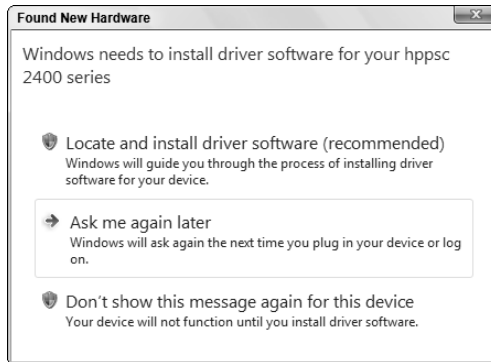 Found New Hardware
Windows needs to install driver software for your hppsc
2400 series
Locate and install driver software (recommended)
Windows will guide you through the process of installing driver
software for your device.
Ask me again later
Windows will ask again the next time you plug in your device or log
on.
Don't show this message again for this device
Your device will not function until you install driver software.